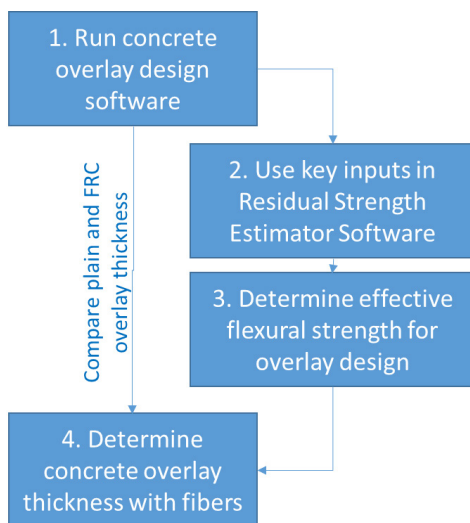 1. Run concrete
overlay design
software
2. Use key inputs in
Residual Strength
Estimator Software
Compare plain and FRC
overlay thickness
3. Determine effective
flexural strength for
overlay design
4. Determine
concrete overlay
thickness with fibers